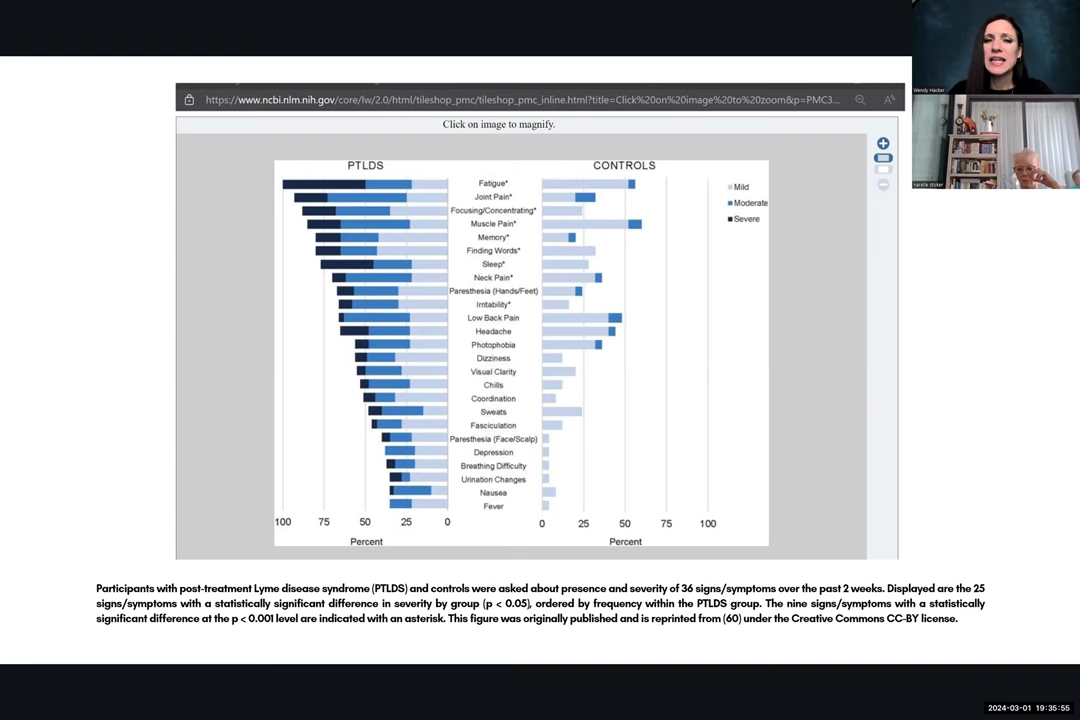 https://www.ncbi.nlm.nih.gov/core/lw/2.0/html/tileshop_pmc/tileshop_pmc_inline.html?title=Click%20on%20image%20to%20zoom&p=PMC3...
Click on image to magnify.
PTLDS
CONTROLS
Fatigue*
Joint Pain*
Focusing/Concentrating*
Muscle Pain*
Memory*
Finding Words*
Sleep*
Neck Pain*
Paresthesia (Hands/Feet)
Irritability*
Low Back Pain
Headache
Photophobia
Dizziness
Visual Clarity
Chills
Coordination
Sweats
Fasciculation
Paresthesia (Face/Scalp)
Depression
Breathing Difficulty
Urination Changes
Nausea
Fever
Mild
Moderate
Severe
100 75 50 25 0
0 25 50 75 100
Percent
Percent
Participants with post-treatment Lyme disease syndrome (PTLDS) and controls were asked about presence and severity of 36 signs/symptoms over the past 2 weeks. Displayed are the 25
signs/symptoms with a statistically significant difference in severity by group (p < 0.05), ordered by frequency within the PTLDS group. The nine signs/symptoms with a statistically
significant difference at the p < 0.001 level are indicated with an asterisk. This figure was originally published and is reprinted from (60) under the Creative Commons CC-BY license.
Wendy Hacker
2024-03-01 19:35:55